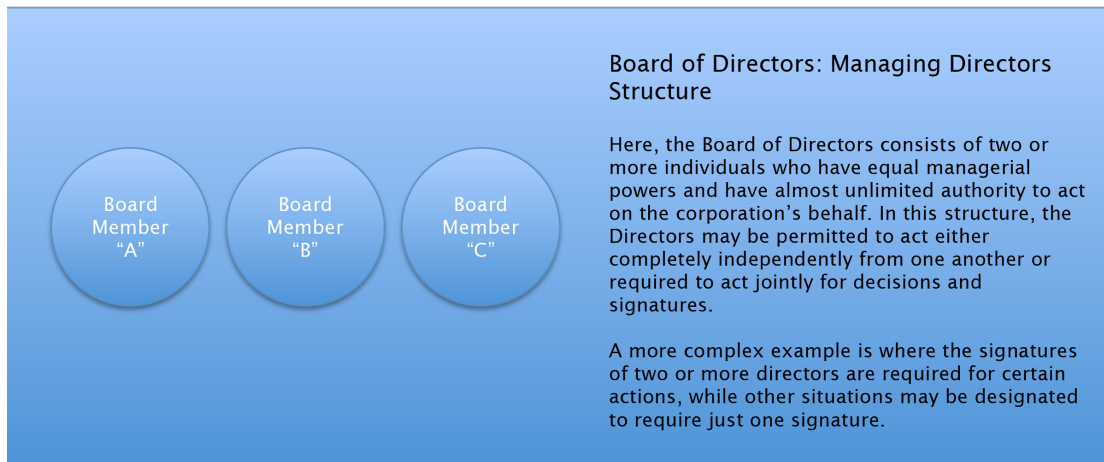 Board
Member
“A”
Board
Member
“B”
Board
Member
“C”
Board of Directors: Managing Directors
Structure
Here, the Board of Directors consists of two or
more individuals who have equal managerial
powers and have almost unlimited authority to act
on the corporation’s behalf. In this structure, the
Directors may be permitted to act either
completely independently from one another or
required to act jointly for decisions and
signatures.
A more complex example is where the signatures
of two or more directors are required for certain
actions, while other situations may be designated
to require just one signature.